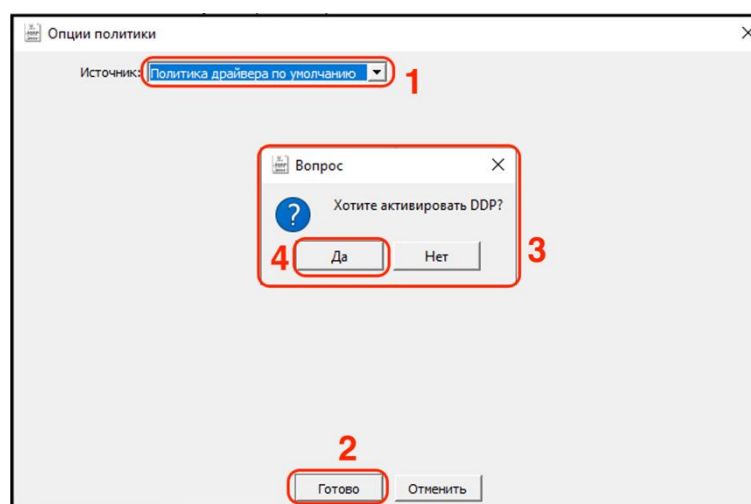 Опции политики
Источник: Политика драйвера по умолчанию 1
Вопрос
Хотите активировать DDP?
4 Да Нет 3
2
Готово Отменить